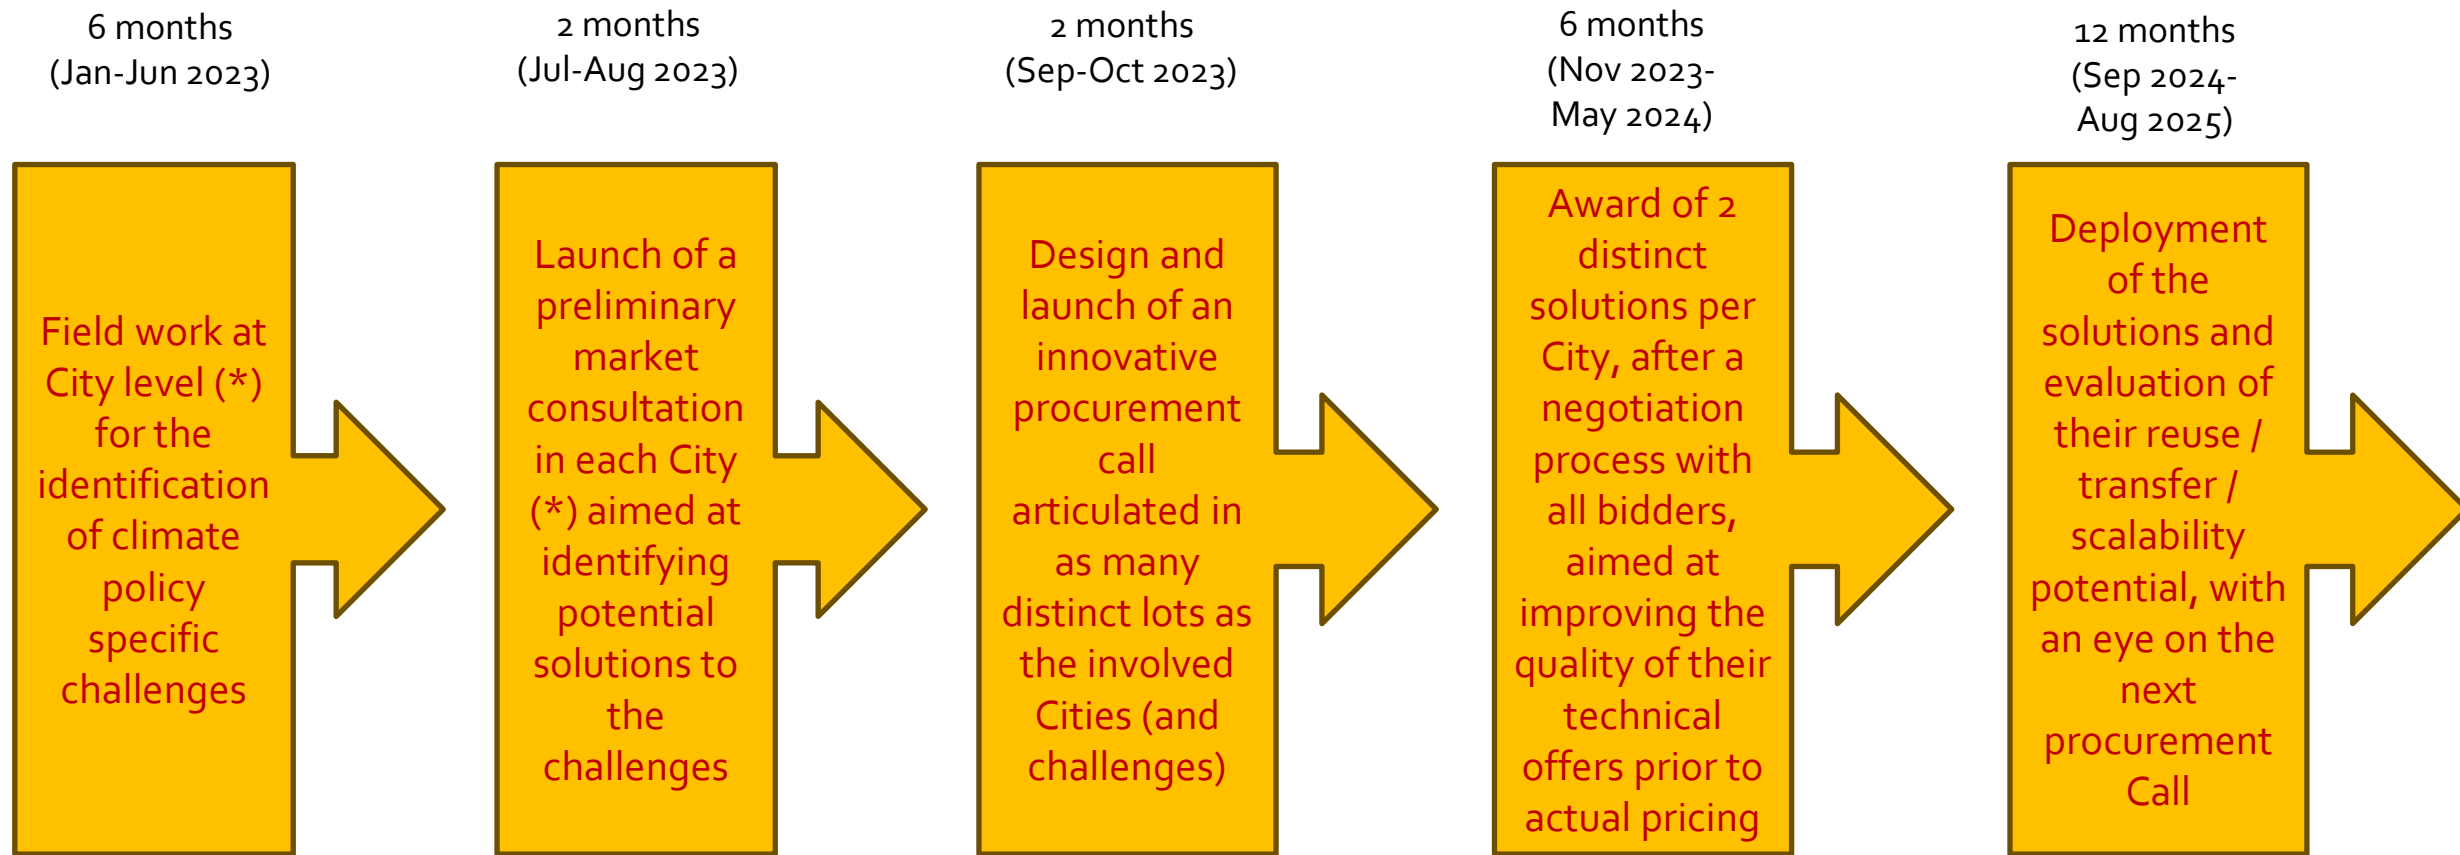 6 months
(Jan-Jun 2023)
2 months
(Jul-Aug 2023)
2 months
(Sep-Oct 2023)
6 months
(Nov 2023-
May 2024)
12 months
(Sep 2024-
Aug 2025)
Field work at
City level (*)
for the
identification
of climate
policy
specific
challenges
Launch of a
preliminary
market
consultation
in each City
(*) aimed at
identifying
potential
solutions to
the
challenges
Design and
launch of an
innovative
procurement
call
articulated in
as many
distinct lots as
the involved
Cities (and
challenges)
Award of 2
distinct
solutions per
City, after a
negotiation
process with
all bidders,
aimed at
improving the
quality of their
technical
offers prior to
actual pricing
Deployment
of the
solutions and
evaluation of
their reuse /
transfer /
scalability
potential, with
an eye on the
next
procurement
Call